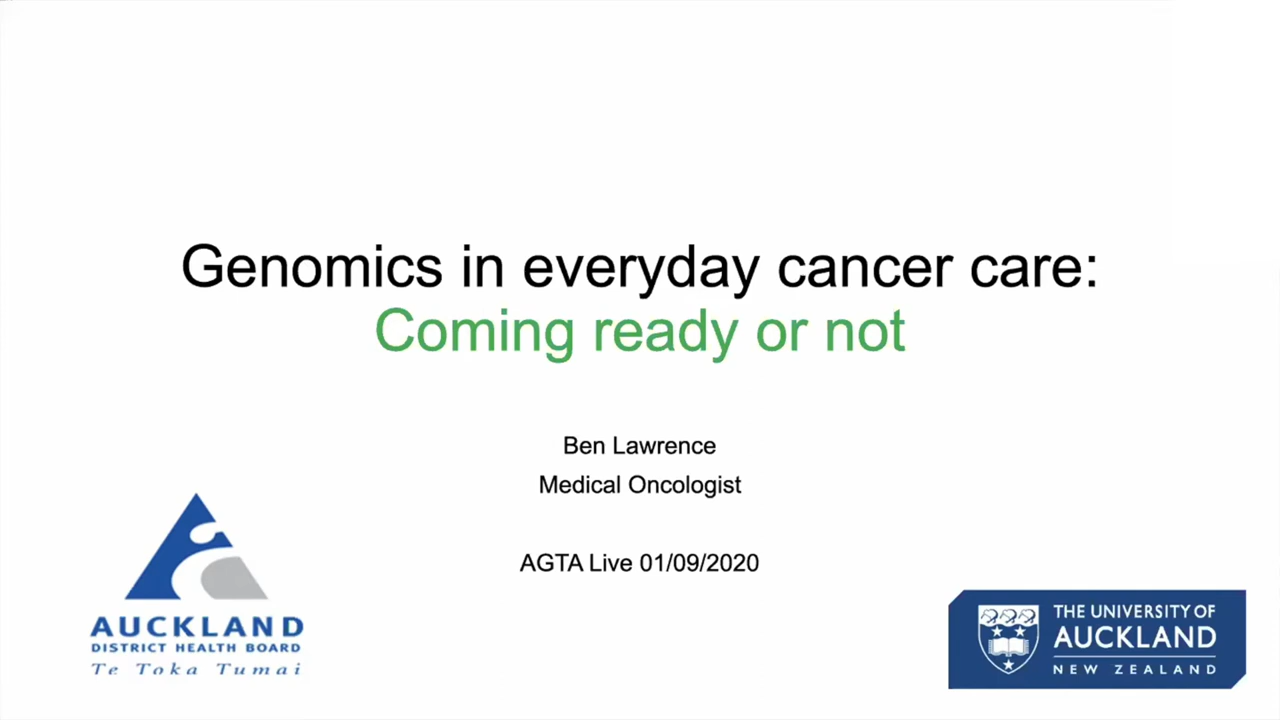 Genomics in everyday cancer care:
Coming ready or not
Ben Lawrence
Medical Oncologist
AGTA Live 01/09/2020
AUCKLAND
DISTRICT HEALTH BOARD
Te Toka Tumai
THE UNIVERSITY OF
AUCKLAND
NEW ZEALAND